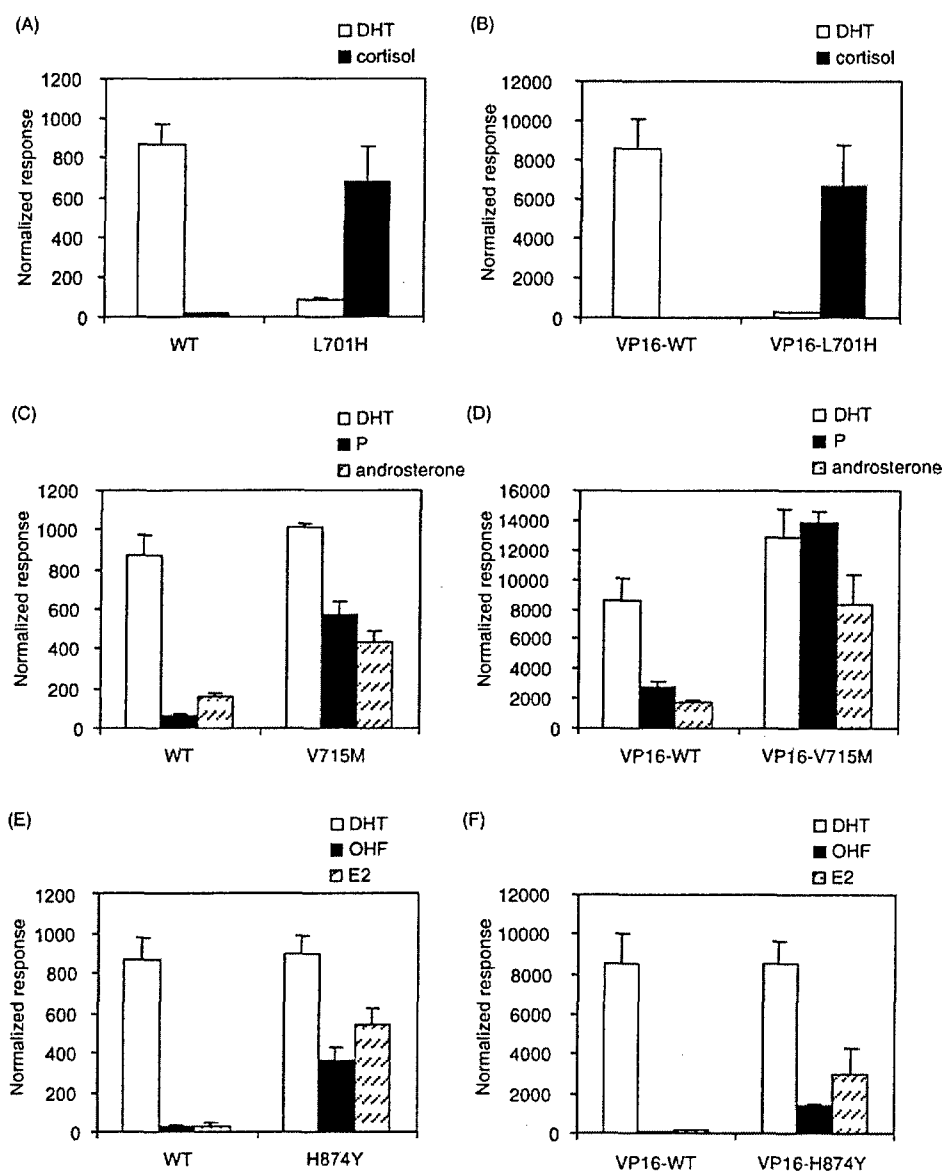 (A)
DHT
cortisol
1200
1000
800
600
400
200
0
Normalized response
WT
L701H
(B)
DHT
cortisol
12000
10000
8000
6000
4000
2000
0
Normalized response
VP16-WT
VP16-L701H
(C)
DHT
P
androsterone
1200
1000
800
600
400
200
0
Normalized response
WT
V715M
(D)
DHT
P
androsterone
16000
14000
12000
10000
8000
6000
4000
2000
0
Normalized response
VP16-WT
VP16-V715M
(E)
DHT
OHF
E2
1200
1000
800
600
400
200
0
Normalized response
WT
H874Y
(F)
DHT
OHF
E2
12000
10000
8000
6000
4000
2000
0
Normalized response
VP16-WT
VP16-H874Y